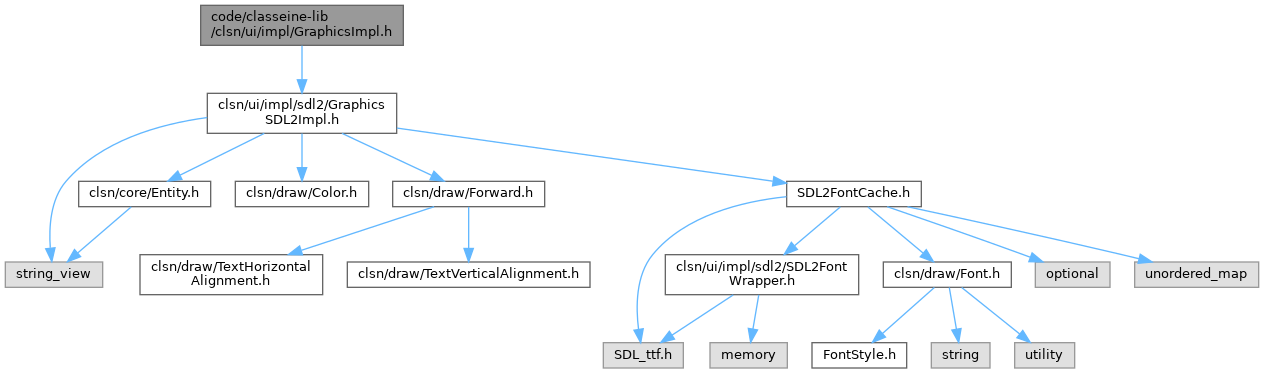 code/classeine-lib
/clsn/ui/impl/GraphicsImpl.h
clsn/ui/impl/sdl2/Graphics
SDL2Impl.h
clsn/core/Entity.h
clsn/draw/Color.h
clsn/draw/Forward.h
SDL2FontCache.h
string_view
clsn/draw/TextHorizontal
Alignment.h
clsn/draw/TextVerticalAlignment.h
clsn/ui/impl/sdl2/SDL2Font
Wrapper.h
clsn/draw/Font.h
optional
unordered_map
SDL_ttf.h
memory
FontStyle.h
string
utility